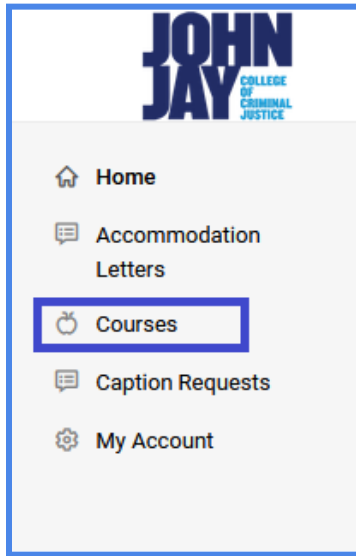 JOHN
JAY
COLLEGE
OF
CRIMINAL
JUSTICE
Home
Accommodation
Letters
Courses
Caption Requests
My Account